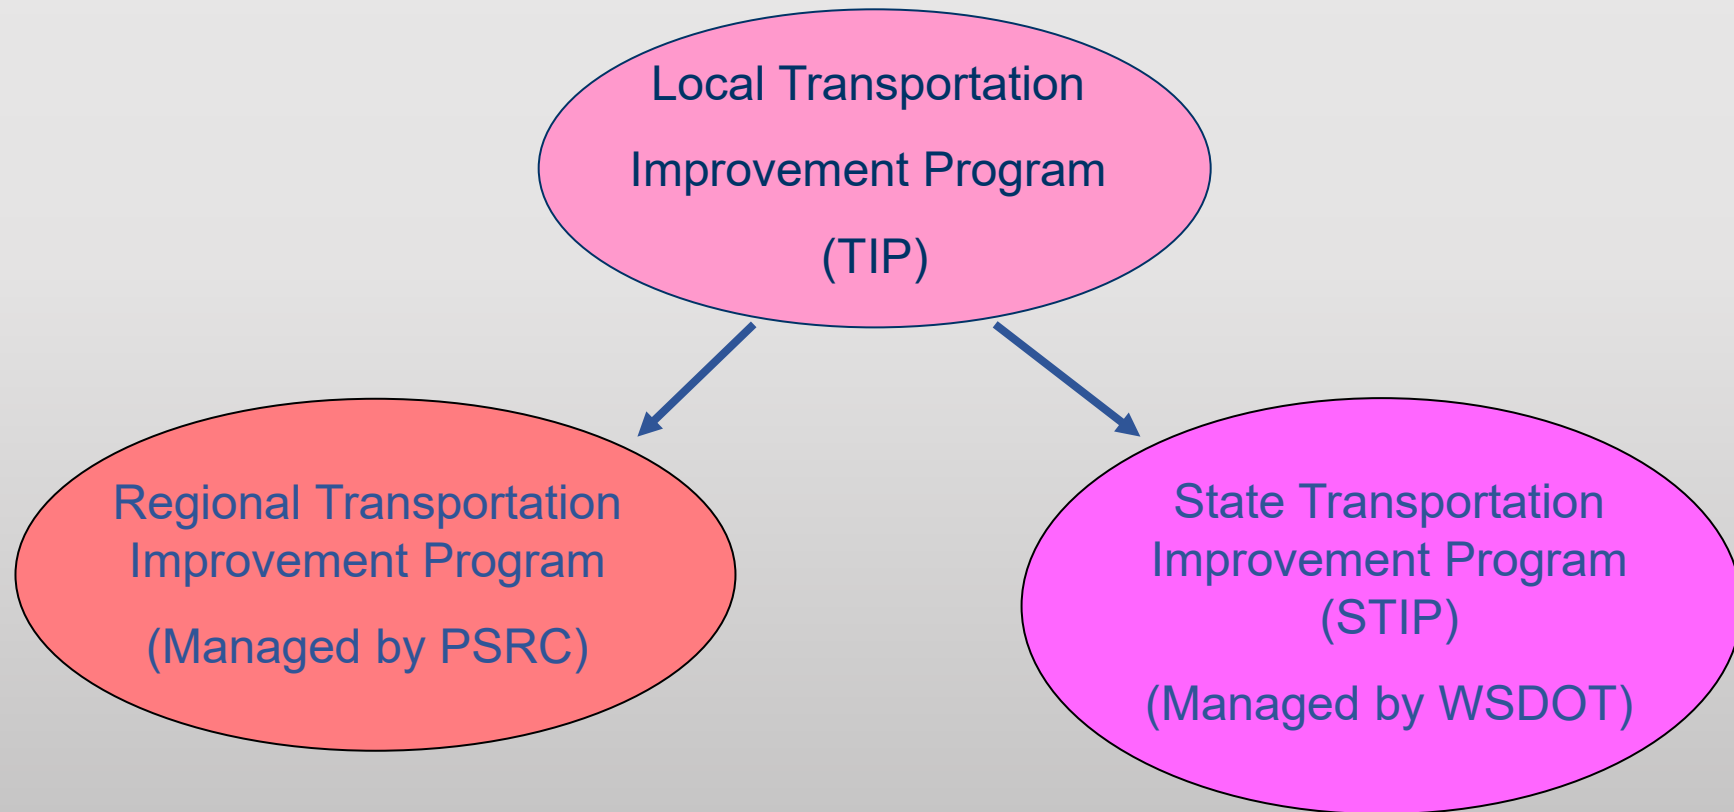 Local Transportation
Improvement Program
(TIP)
Regional Transportation
Improvement Program
(Managed by PSRC)
State Transportation
Improvement Program
(STIP)
(Managed by WSDOT)